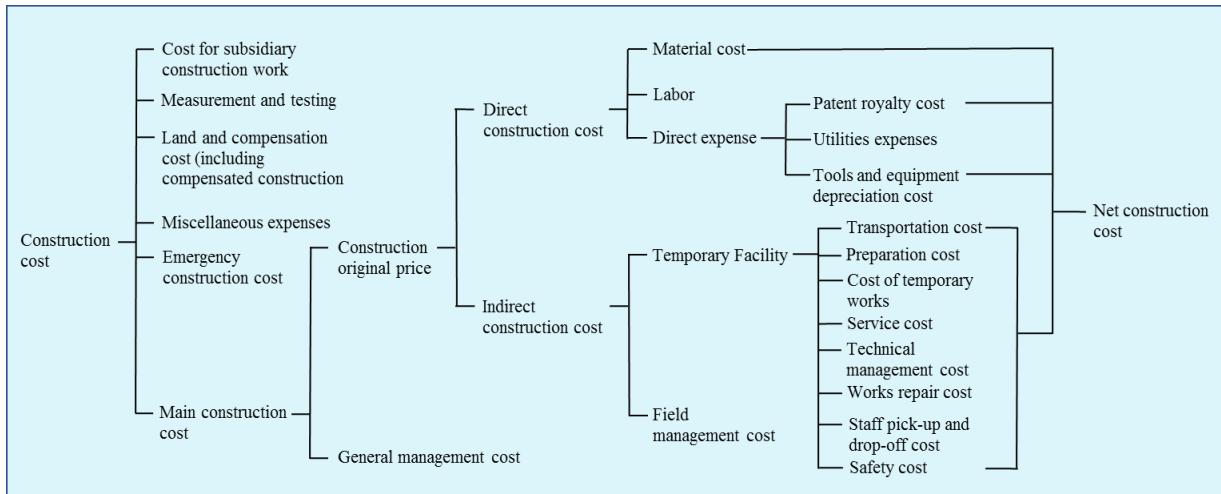 Construction
cost
Cost for subsidiary
construction work
Measurement and testing
Land and compensation
cost (including
compensated construction
Miscellaneous expenses
Emergency
construction cost
Main construction
cost
Construction
original price
General management cost
Direct
construction cost
Indirect
construction cost
Material cost
Labor
Direct expense
Temporary Facility
Field
management cost
Patent royalty cost
Utilities expenses
Tools and equipment
depreciation cost
Transportation cost
Preparation cost
Cost of temporary
works
Service cost
Technical
management cost
Works repair cost
Staff pick-up and
drop-off cost
Safety cost
Net construction
cost